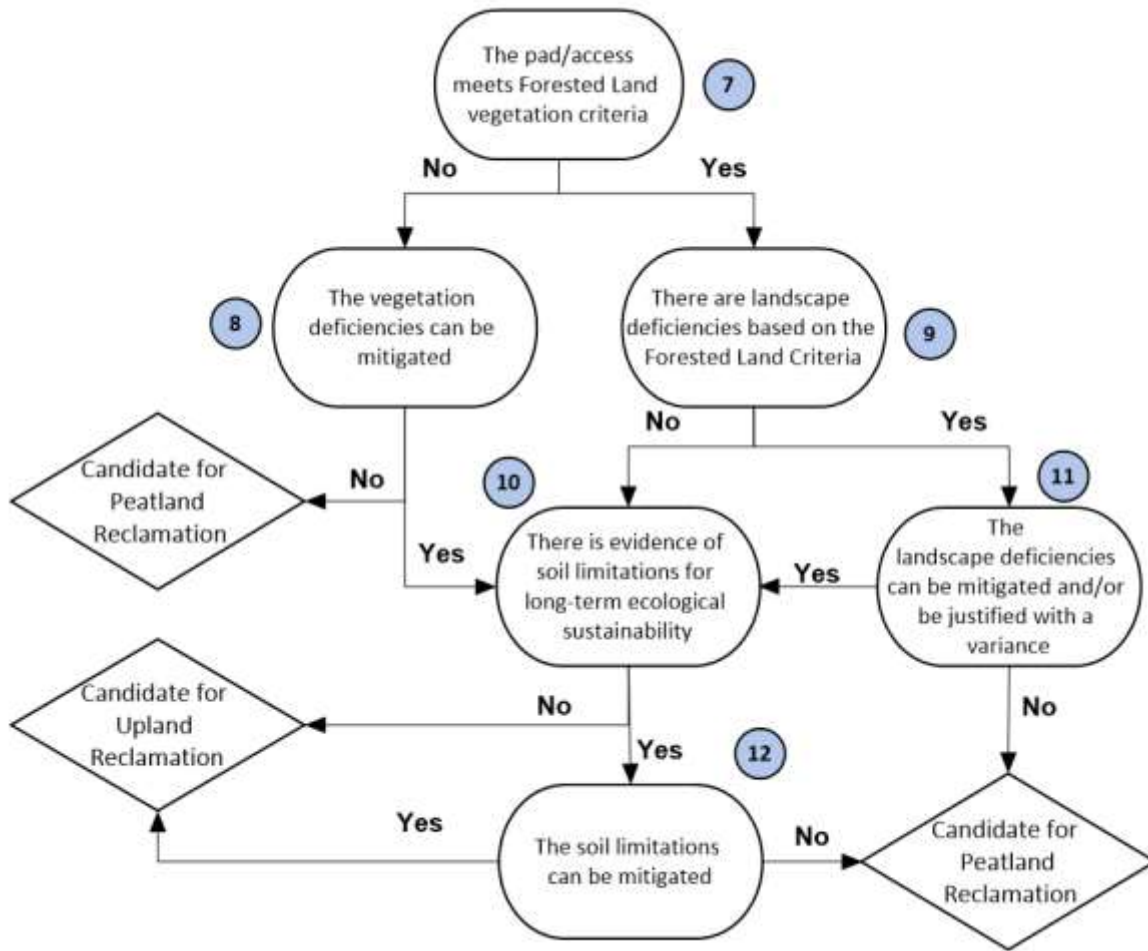 The pad/access
meets Forested Land
vegetation criteria
7
No
Yes
The vegetation
deficiencies can be
mitigated
8
There are landscape
deficiencies based on the
Forested Land Criteria
9
No
Yes
Candidate for
Peatland
Reclamation
No
Yes
10
There is evidence of
soil limitations for
long-term ecological
sustainability
Yes
11
The
landscape deficiencies
can be mitigated and/or
be justified with a
variance
Candidate for
Upland
Reclamation
No
Yes
12
No
Yes
The soil limitations
can be mitigated
No
Candidate for
Peatland
Reclamation